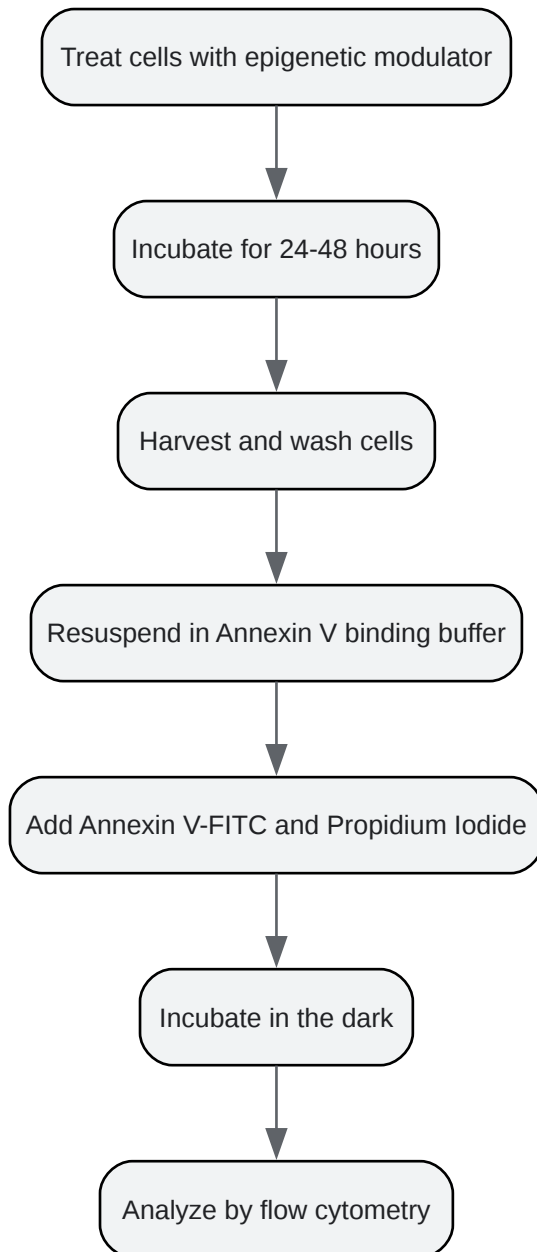 Treat cells with epigenetic modulator
Incubate for 24-48 hours
Harvest and wash cells
Resuspend in Annexin V binding buffer
Add Annexin V-FITC and Propidium Iodide
Incubate in the dark
Analyze by flow cytometry